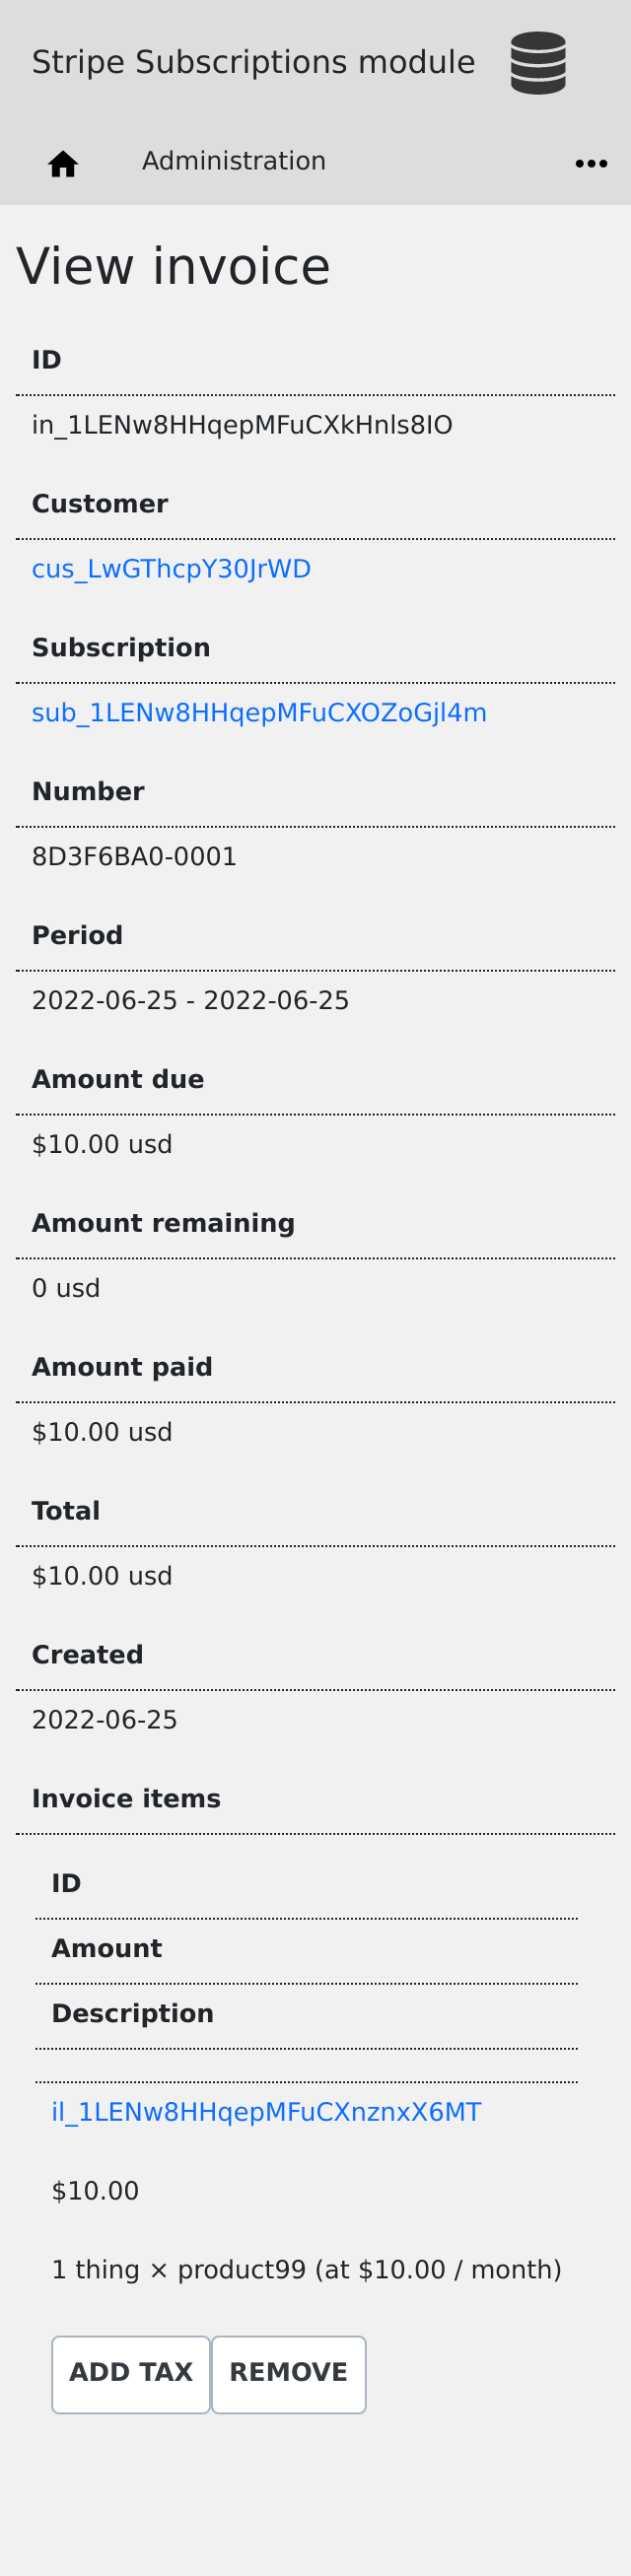 Stripe Subscriptions module
Administration
View invoice
ID
in_1LENw8HHqepMFuCXkHnls8IO
Customer
cus_LwGThcpY30JrWD
Subscription
sub_1LENw8HHqepMFuCXOZoGjl4m
Number
8D3F6BA0-0001
Period
2022-06-25 - 2022-06-25
Amount due
$10.00 usd
Amount remaining
0 usd
Amount paid
$10.00 usd
Total
$10.00 usd
Created
2022-06-25
Invoice items
ID
Amount
Description
il_1LENw8HHqepMFuCXnznxX6MT
$10.00
1 thing × product99 (at $10.00 / month)
ADD TAX REMOVE